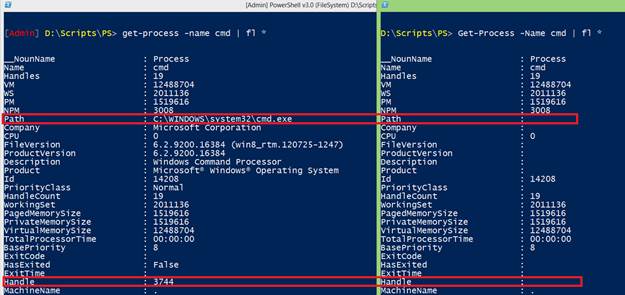 [Admin] PowerShell v3.0 (FileSystem) D:\Scripts
[Admin] D:\Scripts\PS> get-process -name cmd | fl *
__NounName : Process
Name : cmd
Handles : 19
VM : 12488704
WS : 2011136
PM : 1519616
NPM : 3008
Path : C:\WINDOWS\system32\cmd.exe
Company : Microsoft Corporation
CPU : 0
FileVersion : 6.2.9200.16384 (win8_rtm.120725-1247)
ProductVersion : 6.2.9200.16384
Description : Windows Command Processor
Product : Microsoft® Windows® Operating System
Id : 14208
PriorityClass : Normal
HandleCount : 19
WorkingSet : 2011136
PagedMemorySize : 1519616
PrivateMemorySize : 1519616
VirtualMemorySize : 12488704
TotalProcessorTime : 00:00:00
BasePriority : 8
ExitCode :
HasExited : False
ExitTime :
Handle : 3744
MachineName : .
PowerShell v3.0 (FileSystem) D:\Scripts\PS
D:\Scripts\PS> Get-Process -Name cmd | fl *
__NounName : Process
Name : cmd
Handles : 19
VM : 12488704
WS : 2011136
PM : 1519616
NPM : 3008
Path :
Company :
CPU : 0
FileVersion :
ProductVersion :
Description :
Product :
Id : 14208
PriorityClass :
HandleCount : 19
WorkingSet : 2011136
PagedMemorySize : 1519616
PrivateMemorySize : 1519616
VirtualMemorySize : 12488704
TotalProcessorTime :
BasePriority : 8
ExitCode :
HasExited :
ExitTime :
Handle :
MachineName : .